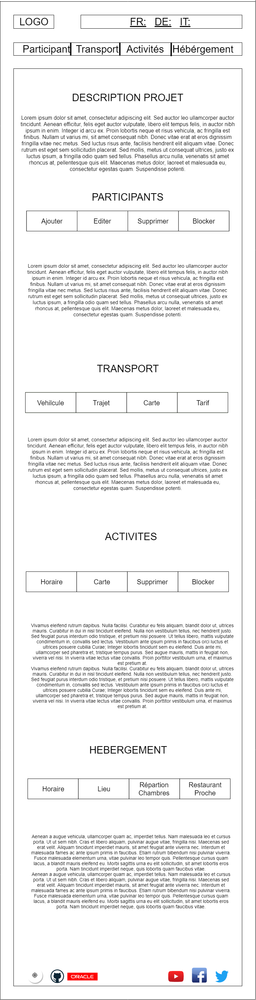 LOGO
FR: DE: IT:
Participant Transport Activités Hébérgement
DESCRIPTION PROJET
Lorem ipsum dolor sit amet, consectetur adipiscing elit. Sed auctor leo ullamcorper auctor
tincidunt. Aenean efficitur, felis eget auctor vulputate, libero elit tempus felis, in auctor nibh
ipsum in enim. Integer id arcu ex. Proin lobortis neque et risus vehicula, ac fringilla est
finibus. Nullam ut varius mi, sit amet consequat nibh. Donec vitae erat at eros dignissim
fringilla vitae nec metus. Sed luctus risus ante, facilisis hendrerit elit aliquam vitae. Donec
rutrum est eget sem sollicitudin placerat. Sed mollis, metus ut consequat ultrices, justo ex
luctus ipsum, a fringilla odio quam sed tellus. Phasellus arcu nulla, venenatis sit amet
rhoncus at, pellentesque quis elit. Maecenas metus dolor, laoreet et malesuada eu,
consectetur egestas quam. Suspendisse potenti.
PARTICIPANTS
Ajouter Editer Supprimer Blocker
Lorem ipsum dolor sit amet, consectetur adipiscing elit. Sed auctor leo ullamcorper auctor
tincidunt. Aenean efficitur, felis eget auctor vulputate, libero elit tempus felis, in auctor nibh
ipsum in enim. Integer id arcu ex. Proin lobortis neque et risus vehicula, ac fringilla est
finibus. Nullam ut varius mi, sit amet consequat nibh. Donec vitae erat at eros dignissim
fringilla vitae nec metus. Sed luctus risus ante, facilisis hendrerit elit aliquam vitae. Donec
rutrum est eget sem sollicitudin placerat. Sed mollis, metus ut consequat ultrices, justo ex
luctus ipsum, a fringilla odio quam sed tellus. Phasellus arcu nulla, venenatis sit amet
rhoncus at, pellentesque quis elit. Maecenas metus dolor, laoreet et malesuada eu,
consectetur egestas quam. Suspendisse potenti.
TRANSPORT
Vehilcule Trajet Carte Tarif
Lorem ipsum dolor sit amet, consectetur adipiscing elit. Sed auctor leo ullamcorper auctor
tincidunt. Aenean efficitur, felis eget auctor vulputate, libero elit tempus felis, in auctor nibh
ipsum in enim. Integer id arcu ex. Proin lobortis neque et risus vehicula, ac fringilla est
finibus. Nullam ut varius mi, sit amet consequat nibh. Donec vitae erat at eros dignissim
fringilla vitae nec metus. Sed luctus risus ante, facilisis hendrerit elit aliquam vitae. Donec
rutrum est eget sem sollicitudin placerat. Sed mollis, metus ut consequat ultrices, justo ex
luctus ipsum, a fringilla odio quam sed tellus. Phasellus arcu nulla, venenatis sit amet
rhoncus at, pellentesque quis elit. Maecenas metus dolor, laoreet et malesuada eu,
consectetur egestas quam. Suspendisse potenti.
ACTIVITES
Horaire Carte Supprimer Blocker
Vivamus eleifend rutrum dapibus. Nulla facilisi. Curabitur eu felis aliquam, blandit dolor ut, ultrices
mauris. Curabitur in dui in nisl tincidunt eleifend. Nulla non vestibulum tellus, nec hendrerit justo.
Sed feugiat purus interdum odio tristique, et pretium nisi posuere. Ut tellus libero, mattis vulputate
condimentum in, convallis sed lectus. Vestibulum ante ipsum primis in faucibus orci luctus et
ultrices posuere cubilia Curae; Integer lobortis tincidunt sem eu eleifend. Duis ante mi,
ullamcorper sed pharetra et, tristique tempus purus. Sed augue mauris, mattis in feugiat non,
viverra vel nisi. In viverra vitae lectus vitae convallis. Proin porttitor vestibulum urna, et maximus
est pretium at.
Vivamus eleifend rutrum dapibus. Nulla facilisi. Curabitur eu felis aliquam, blandit dolor ut, ultrices
mauris. Curabitur in dui in nisl tincidunt eleifend. Nulla non vestibulum tellus, nec hendrerit justo.
Sed feugiat purus interdum odio tristique, et pretium nisi posuere. Ut tellus libero, mattis vulputate
condimentum in, convallis sed lectus. Vestibulum ante ipsum primis in faucibus orci luctus et
ultrices posuere cubilia Curae; Integer lobortis tincidunt sem eu eleifend. Duis ante mi,
ullamcorper sed pharetra et, tristique tempus purus. Sed augue mauris, mattis in feugiat non,
viverra vel nisi. In viverra vitae lectus vitae convallis. Proin porttitor vestibulum urna, et maximus
est pretium at.
HEBERGEMENT
Horaire Lieu Répartion Restaurant
Chambres Proche
Aenean a augue vehicula, ullamcorper quam ac, imperdiet tellus. Nam malesuada leo et cursus
porta. Ut ut sem nibh. Cras et libero aliquam, pulvinar augue vitae, fringilla nisi. Maecenas sed
erat velit. Aliquam tincidunt imperdiet mauris, sit amet feugiat ante viverra nec. Interdum et
malesuada fames ac ante ipsum primis in faucibus. Etiam rutrum bibendum nisi pulvinar viverra.
Fusce malesuada elementum urna, vitae pulvinar leo tempor quis. Pellentesque cursus quam
lacus, a blandit mauris eleifend eu. Morbi sagittis urna eu elit sollicitudin, sit amet lobortis eros
porta. Nam tincidunt imperdiet neque, quis lobortis quam faucibus vitae.
Aenean a augue vehicula, ullamcorper quam ac, imperdiet tellus. Nam malesuada leo et cursus
porta. Ut ut sem nibh. Cras et libero aliquam, pulvinar augue vitae, fringilla nisi. Maecenas sed
erat velit. Aliquam tincidunt imperdiet mauris, sit amet feugiat ante viverra nec. Interdum et
malesuada fames ac ante ipsum primis in faucibus. Etiam rutrum bibendum nisi pulvinar viverra.
Fusce malesuada elementum urna, vitae pulvinar leo tempor quis. Pellentesque cursus quam
lacus, a blandit mauris eleifend eu. Morbi sagittis urna eu elit sollicitudin, sit amet lobortis eros
porta. Nam tincidunt imperdiet neque, quis lobortis quam faucibus vitae.
ORACLE